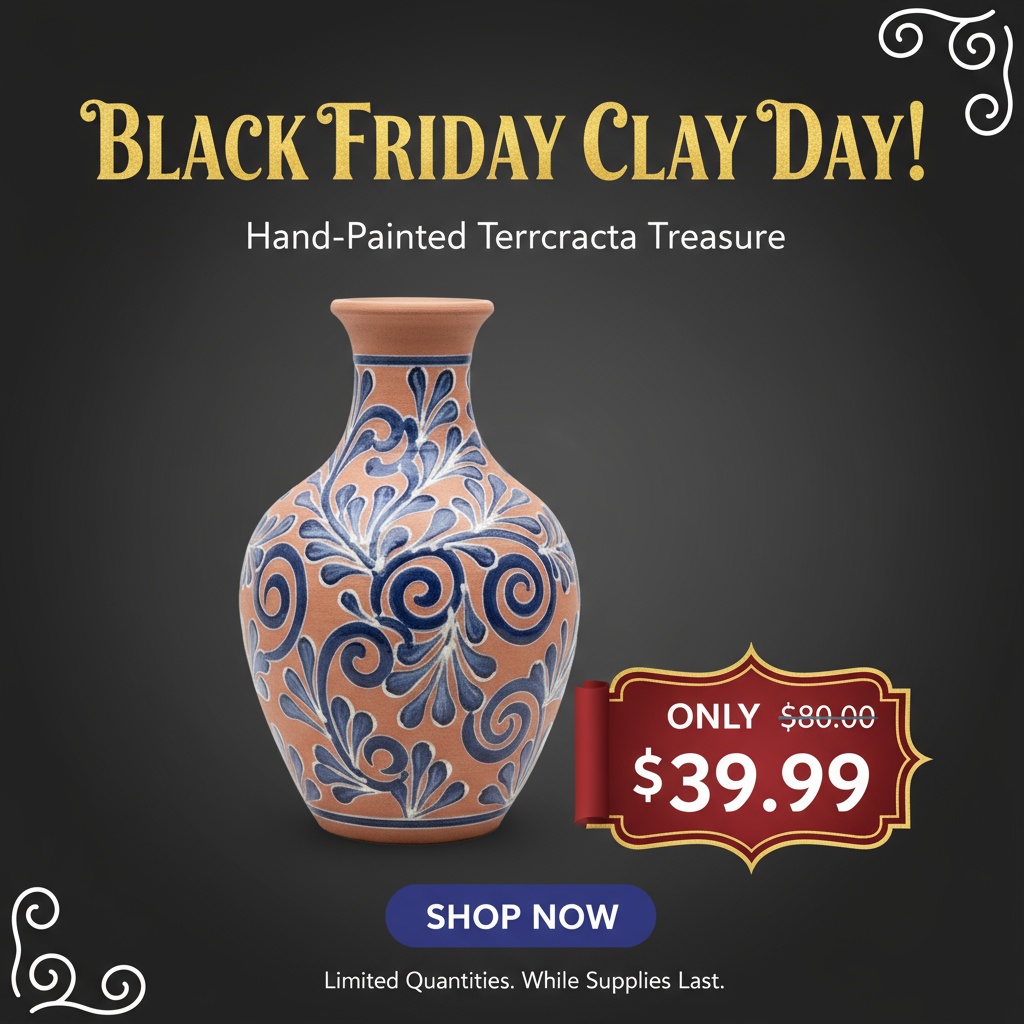 Black Friday Clay Day!
Hand-Painted Terrcracta Treasure
ONLY $80.00
$39.99
SHOP NOW
Limited Quantities. While Supplies Last.